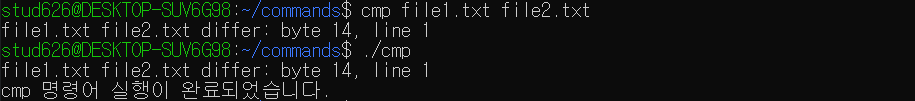 stud626@DESKTOP-SUV6G98:~/commands$ cmp file1.txt file2.txt
file1.txt file2.txt differ: byte 14, line 1
stud626@DESKTOP-SUV6G98:~/commands$ ./cmp
file1.txt file2.txt differ: byte 14, line 1
cmp 명령어 실행이 완료되었습니다.